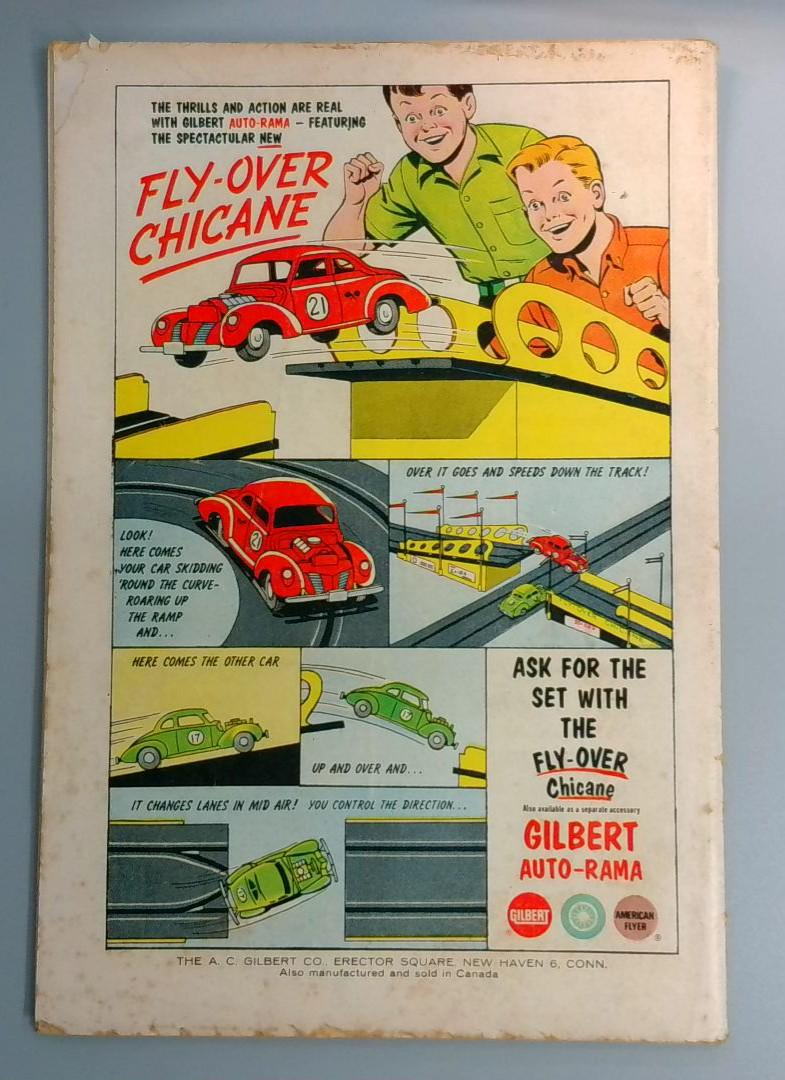 THE THRILLS AND ACTION ARE REAL
WITH GILBERT AUTO-RAMA – FEATURING
THE SPECTACULAR NEW
FLY-OVER
CHICANE
21
LOOK!
HERE COMES
YOUR CAR SKIDDING
'ROUND THE CURVE-
ROARING UP
THE RAMP
AND...
21
OVER IT GOES AND SPEEDS DOWN THE TRACK!
HERE COMES THE OTHER CAR
17
17
UP AND OVER AND...
IT CHANGES LANES IN MID AIR! YOU CONTROL THE DIRECTION...
ASK FOR THE
SET WITH
THE
FLY-OVER
Chicane
Also available as a separate accessory
GILBERT
AUTO-RAMA
GILBERT
AMERICAN
FLYER
®
THE A. C. GILBERT CO., ERECTOR SQUARE, NEW HAVEN 6, CONN.
Also manufactured and sold in Canada